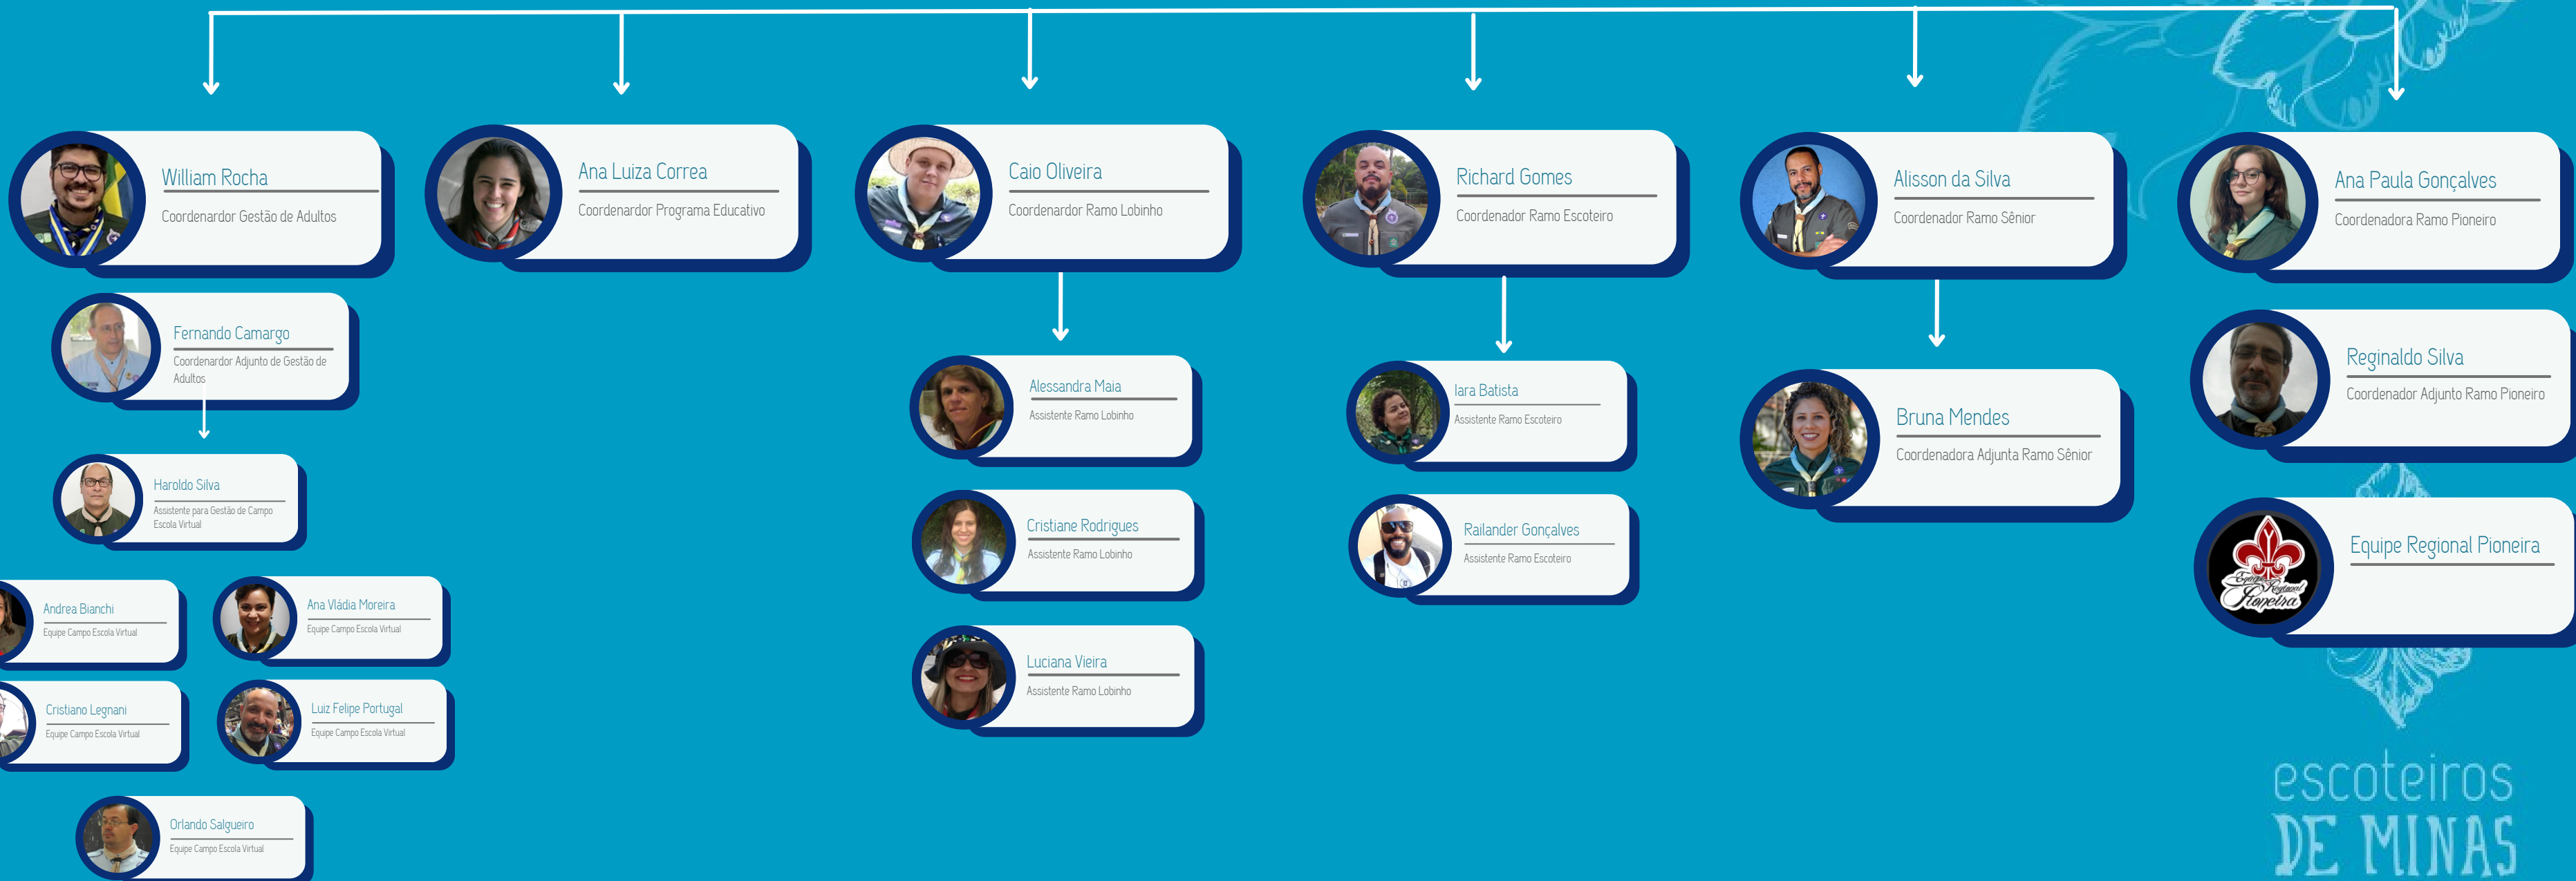 William Rocha
Coordenardor Gestão de Adultos
Ana Luiza Correa
Coordenardor Programa Educativo
Caio Oliveira
Coordenardor Ramo Lobinho
Richard Gomes
Coordenador Ramo Escoteiro
Alisson da Silva
Coordenador Ramo Sênior
Ana Paula Gonçalves
Coordenadora Ramo Pioneiro
Fernando Camargo
Coordenardor Adjunto de Gestão de
Adultos
Haroldo Silva
Assistente para Gestão de Campo
Escola Virtual
Andrea Bianchi
Equipe Campo Escola Virtual
Ana Vládia Moreira
Equipe Campo Escola Virtual
Cristiano Legnani
Equipe Campo Escola Virtual
Luiz Felipe Portugal
Equipe Campo Escola Virtual
Orlando Salgueiro
Equipe Campo Escola Virtual
Alessandra Maia
Assistente Ramo Lobinho
Cristiane Rodrigues
Assistente Ramo Lobinho
Luciana Vieira
Assistente Ramo Lobinho
Iara Batista
Assistente Ramo Escoteiro
Railander Gonçalves
Assistente Ramo Escoteiro
Bruna Mendes
Coordenadora Adjunta Ramo Sênior
Reginaldo Silva
Coordenador Adjunto Ramo Pioneiro
Equipe Regional Pioneira
Equipe
Regional
Pioneira
escoteiros
DE MINAS